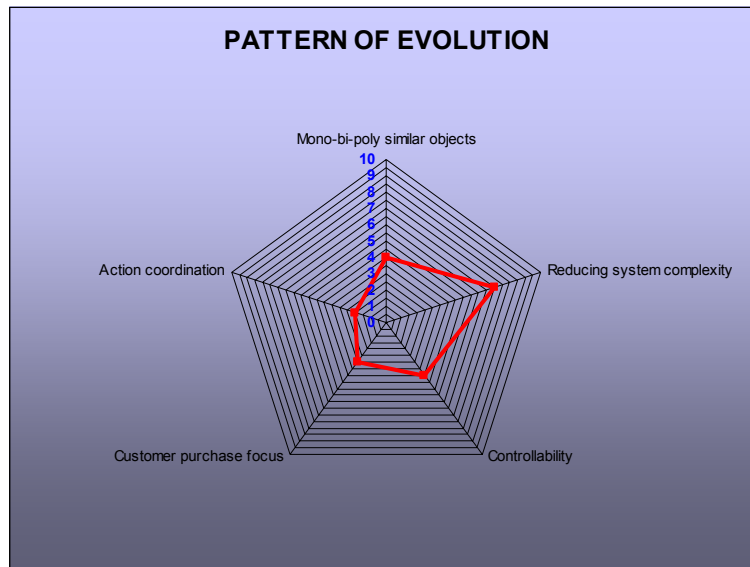 PATTERN OF EVOLUTION
Mono-bi-poly similar objects
10
9
8
7
6
5
4
3
2
1
0
Action coordination
Reducing system complexity
Customer purchase focus
Controllability